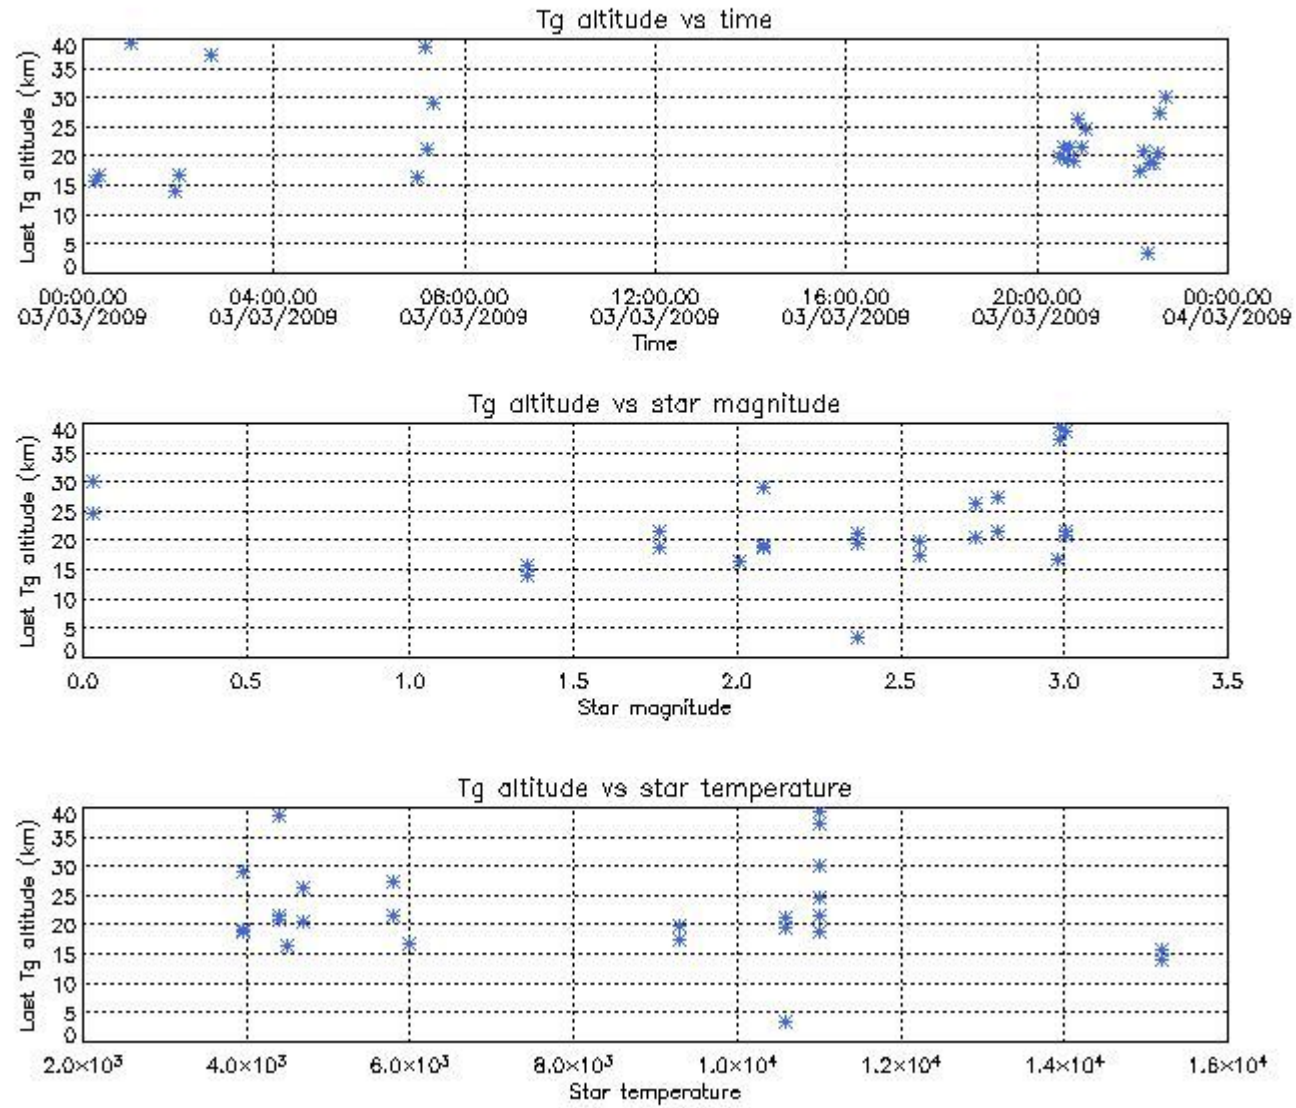 Tg altitude vs time
Last Tg altitude (km)
40
35
30
25
20
15
10
5
0
00:00.00 04:00.00 08:00.00 12:00.00 16:00.00 20:00.00 00:00.00
03/03/2009 03/03/2009 03/03/2009 03/03/2009 03/03/2009 03/03/2009 04/03/2009
Time
Tg altitude vs star magnitude
Last Tg altitude (km)
40
35
30
25
20
15
10
5
0
0.0 0.5 1.0 1.5 2.0 2.5 3.0 3.5
Star magnitude
Tg altitude vs star temperature
Last Tg altitude (km)
40
35
30
25
20
15
10
5
0
2.0×10³ 4.0×10³ 6.0×10³ 8.0×10³ 1.0×10⁴ 1.2×10⁴ 1.4×10⁴ 1.6×10⁴
Star temperature